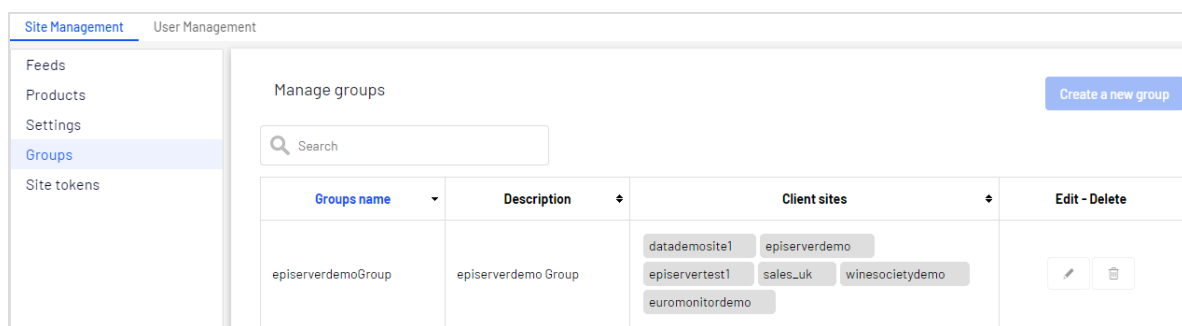 Site Management User Management
Feeds
Products
Settings
Groups
Site tokens
Manage groups
Create a new group
Search
Groups name Description Client sites Edit - Delete
episerverdemoGroup episerverdemo Group
datademosite1 episerverdemo
episervertest1 sales_uk winesocietydemo
euromonitordemo